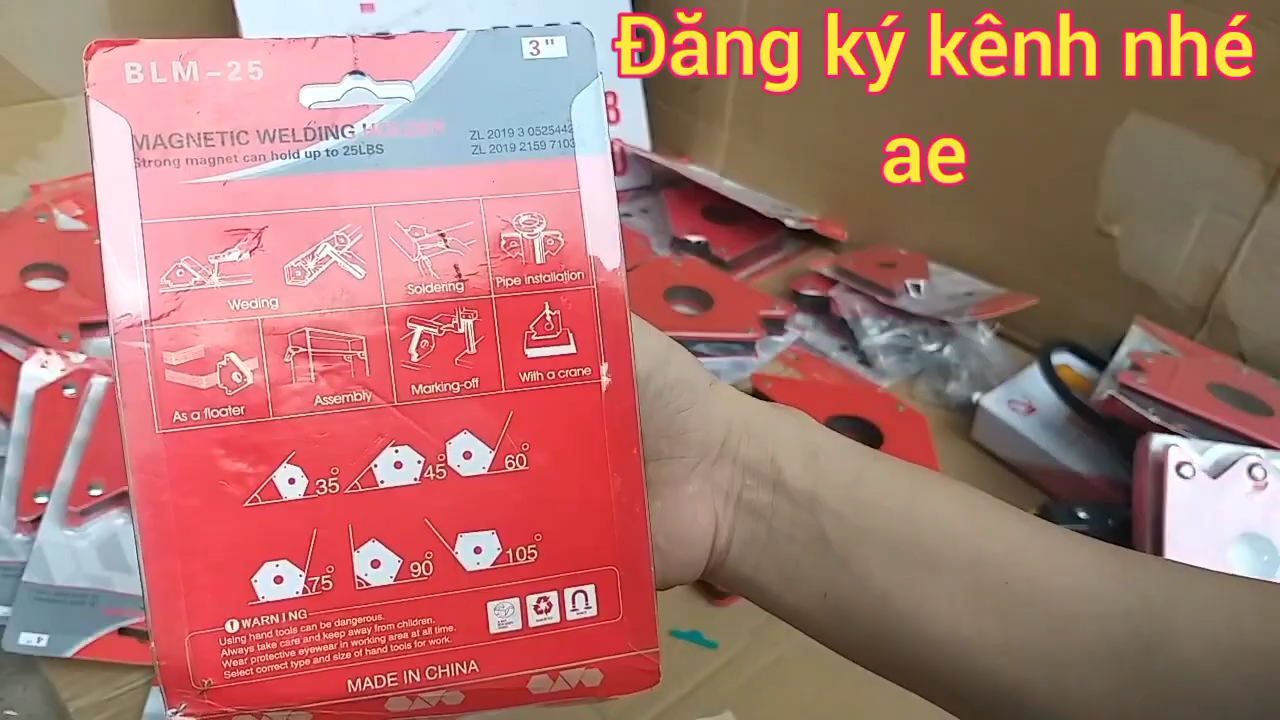 Đăng ký kênh nhé
ae
BLM-25
3"
MAGNETIC WELDING HOLDER
Strong magnet can hold up to 25LBS
ZL 2019 3 0525442
ZL 2019 2159 7103
Weding
Soldering
Pipe installation
As a floater
Assembly
Marking-off
With a crane
35°
45°
60°
75°
90°
105°
WARNING
Using hand tools can be dangerous.
Always take care and keep away from children.
Wear protective eyewear in working area at all time.
Select correct type and size of hand tools for work.
MADE IN CHINA
4"